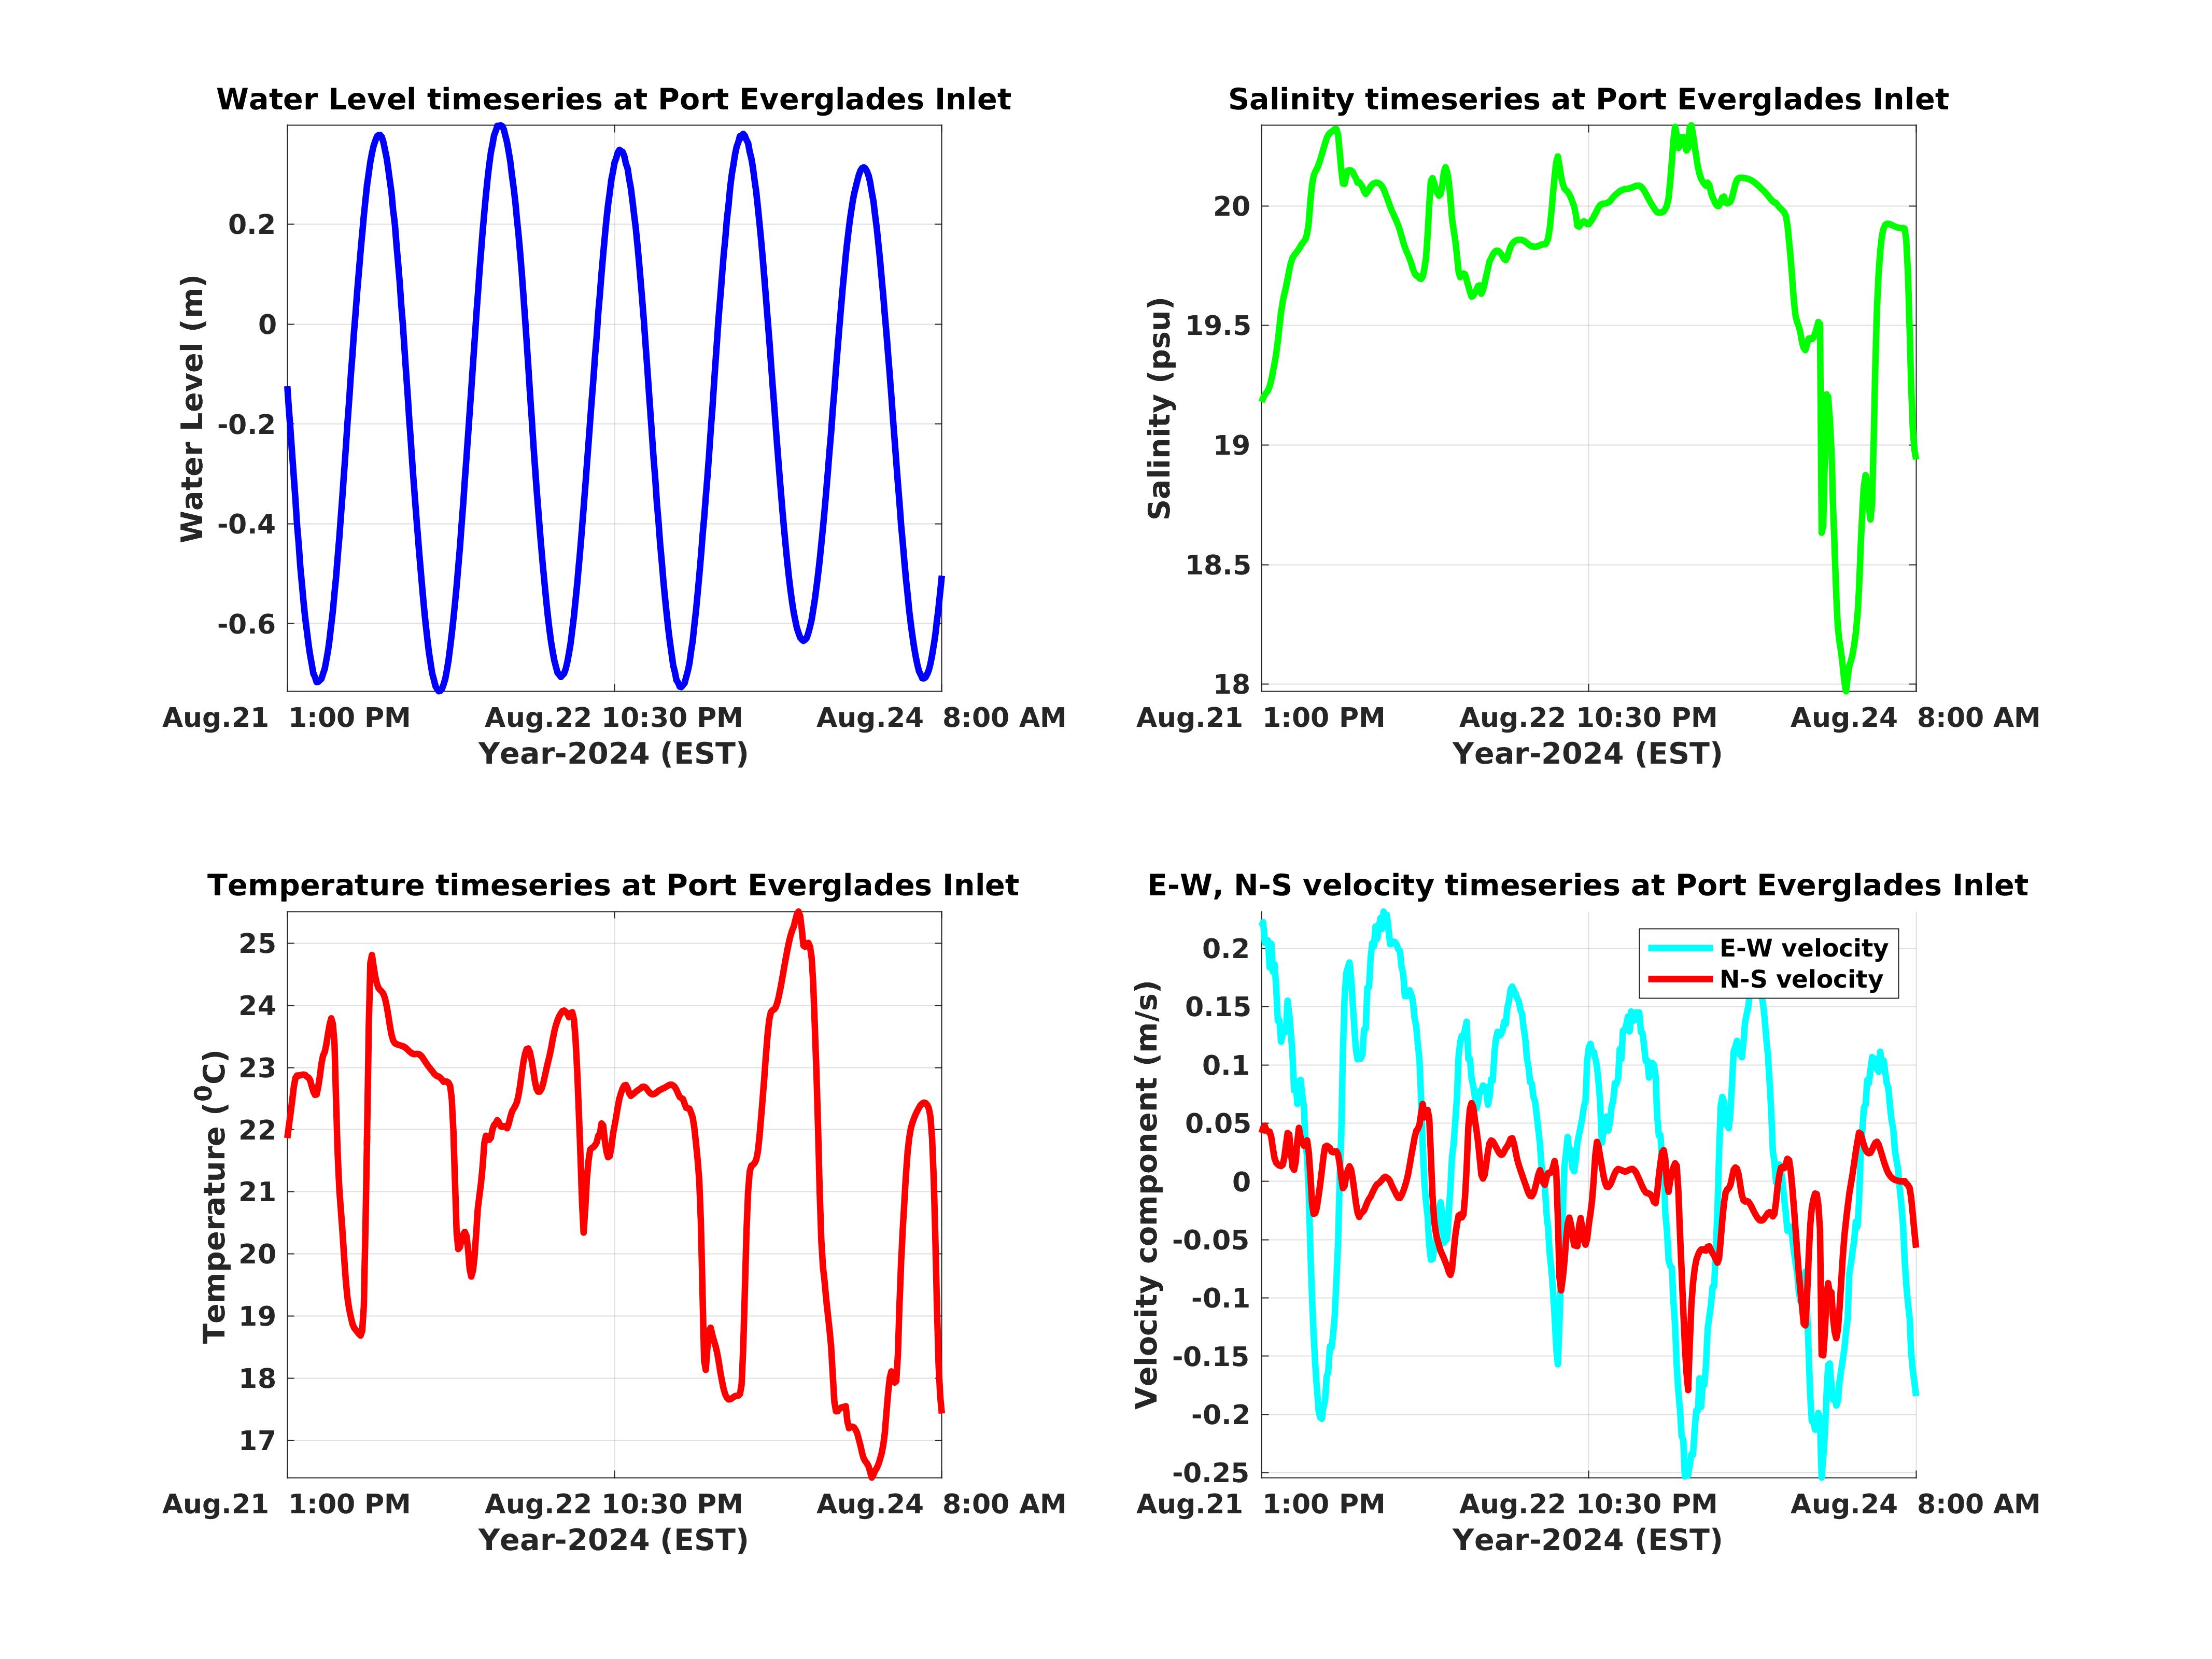 Water Level timeseries at Port Everglades Inlet
Water Level (m)
0.2
0
-0.2
-0.4
-0.6
Aug.21 1:00 PM
Aug.22 10:30 PM
Aug.24 8:00 AM
Year-2024 (EST)
Salinity timeseries at Port Everglades Inlet
Salinity (psu)
20
19.5
19
18.5
18
Aug.21 1:00 PM
Aug.22 10:30 PM
Aug.24 8:00 AM
Year-2024 (EST)
Temperature timeseries at Port Everglades Inlet
Temperature (⁰C)
25
24
23
22
21
20
19
18
17
Aug.21 1:00 PM
Aug.22 10:30 PM
Aug.24 8:00 AM
Year-2024 (EST)
E-W, N-S velocity timeseries at Port Everglades Inlet
Velocity component (m/s)
E-W velocity
N-S velocity
0.2
0.15
0.1
0.05
0
-0.05
-0.1
-0.15
-0.2
-0.25
Aug.21 1:00 PM
Aug.22 10:30 PM
Aug.24 8:00 AM
Year-2024 (EST)